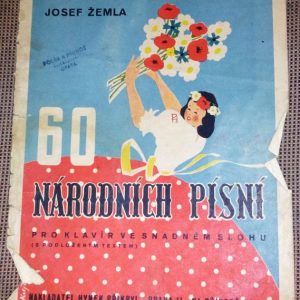 JOSEF ŽEMLA
60
NÁRODNÍCH PÍSNÍ
PRO KLAVÍR VE SNADNÉM SLOHU
(S PODLOŽENÝM TEXTEM)
NAKLADATEL HYNEK